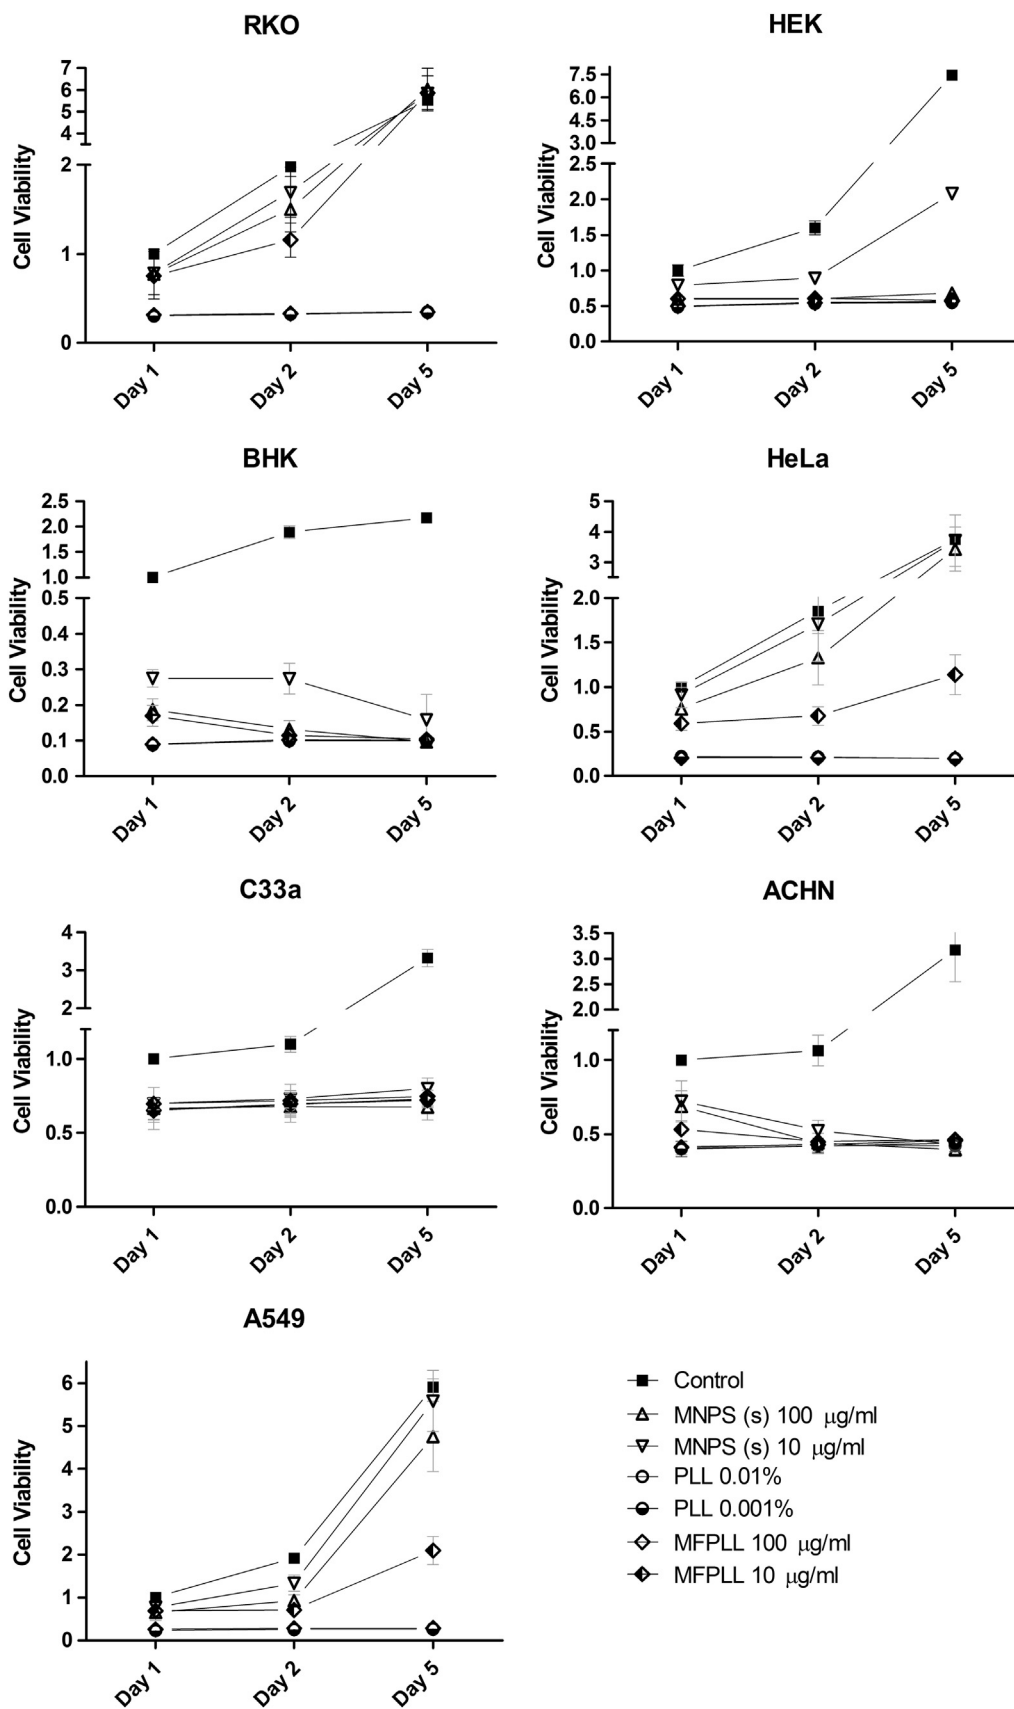 RKO
7
6
5
4
2
1
0
Cell Viability
Day 1
Day 2
Day 5
HEK
7.5
6.0
4.5
3.0
2.5
2.0
1.5
1.0
0.5
0.0
Cell Viability
Day 1
Day 2
Day 5
BHK
2.5
2.0
1.5
1.0
0.5
0.4
0.3
0.2
0.1
0.0
Cell Viability
Day 1
Day 2
Day 5
HeLa
5
4
3
2.0
1.5
1.0
0.5
0.0
Cell Viability
Day 1
Day 2
Day 5
C33a
4
3
2
1.0
0.5
0.0
Cell Viability
Day 1
Day 2
Day 5
ACHN
3.5
3.0
2.5
2.0
1.0
0.5
0.0
Cell Viability
Day 1
Day 2
Day 5
A549
6
5
4
3
2
1
0
Cell Viability
Day 1
Day 2
Day 5
Control
MNPS (s) 100 μg/ml
MNPS (s) 10 μg/ml
PLL 0.01%
PLL 0.001%
MFPLL 100 μg/ml
MFPLL 10 μg/ml